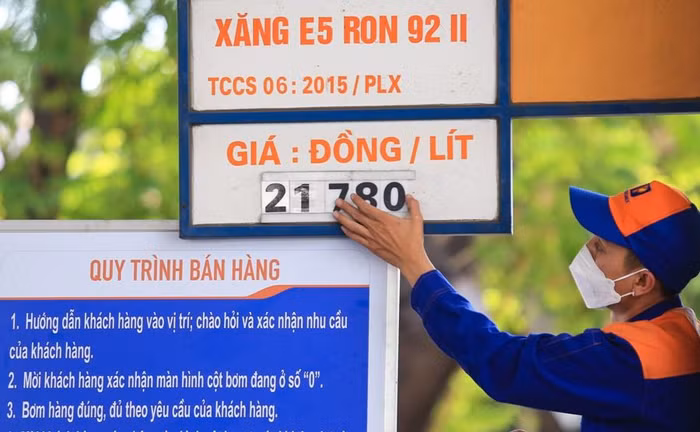 XĂNG E5 RON 92 II
TCCS 06 : 2015 / PLX
GIÁ : ĐỒNG / LÍT
21 780
QUY TRÌNH BÁN HÀNG
1. Hướng dẫn khách hàng vào vị trí; chào hỏi và xác nhận nhu cầu
của khách hàng.
2. Mời khách hàng xác nhận màn hình cột bơm đang ở số "0".
3. Bơm hàng đúng, đủ theo yêu cầu của khách hàng.